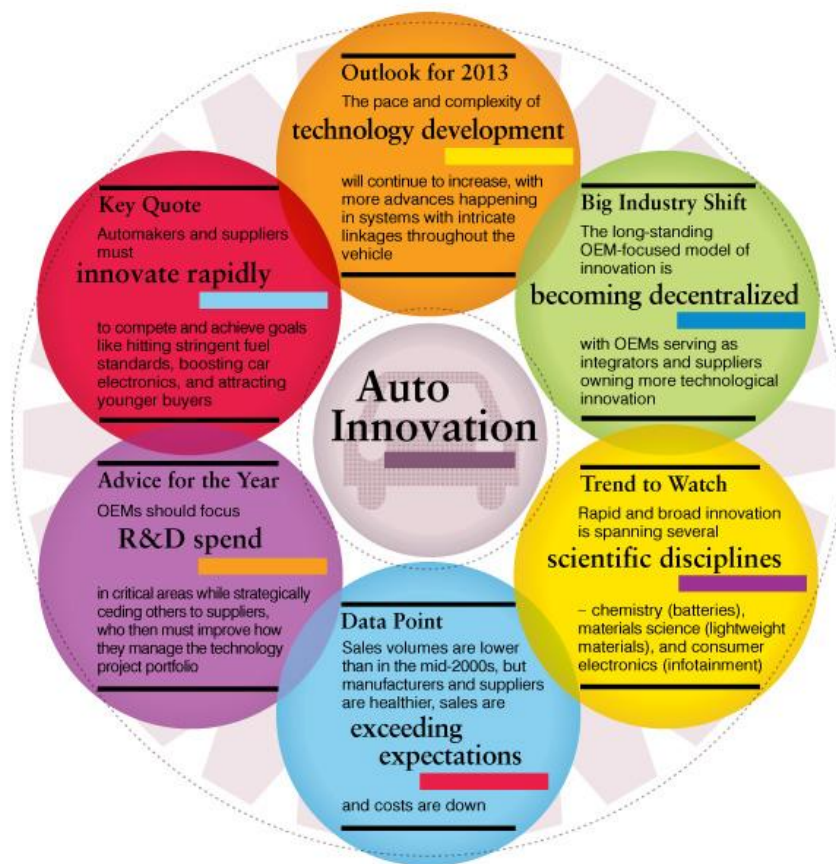 Outlook for 2013
The pace and complexity of
technology development
will continue to increase, with
more advances happening
in systems with intricate
linkages throughout the
vehicle
Big Industry Shift
The long-standing
OEM-focused model of
innovation is
becoming decentralized
with OEMs serving as
integrators and suppliers
owning more technological
innovation
Trend to Watch
Rapid and broad innovation
is spanning several
scientific disciplines
– chemistry (batteries),
materials science (lightweight
materials), and consumer
electronics (infotainment)
Data Point
Sales volumes are lower
than in the mid-2000s, but
manufacturers and suppliers
are healthier, sales are
exceeding
expectations
and costs are down
Advice for the Year
OEMs should focus
R&D spend
in critical areas while strategically
ceding others to suppliers,
who then must improve how
they manage the technology
project portfolio
Key Quote
Automakers and suppliers
must
innovate rapidly
to compete and achieve goals
like hitting stringent fuel
standards, boosting car
electronics, and attracting
younger buyers
Auto
Innovation